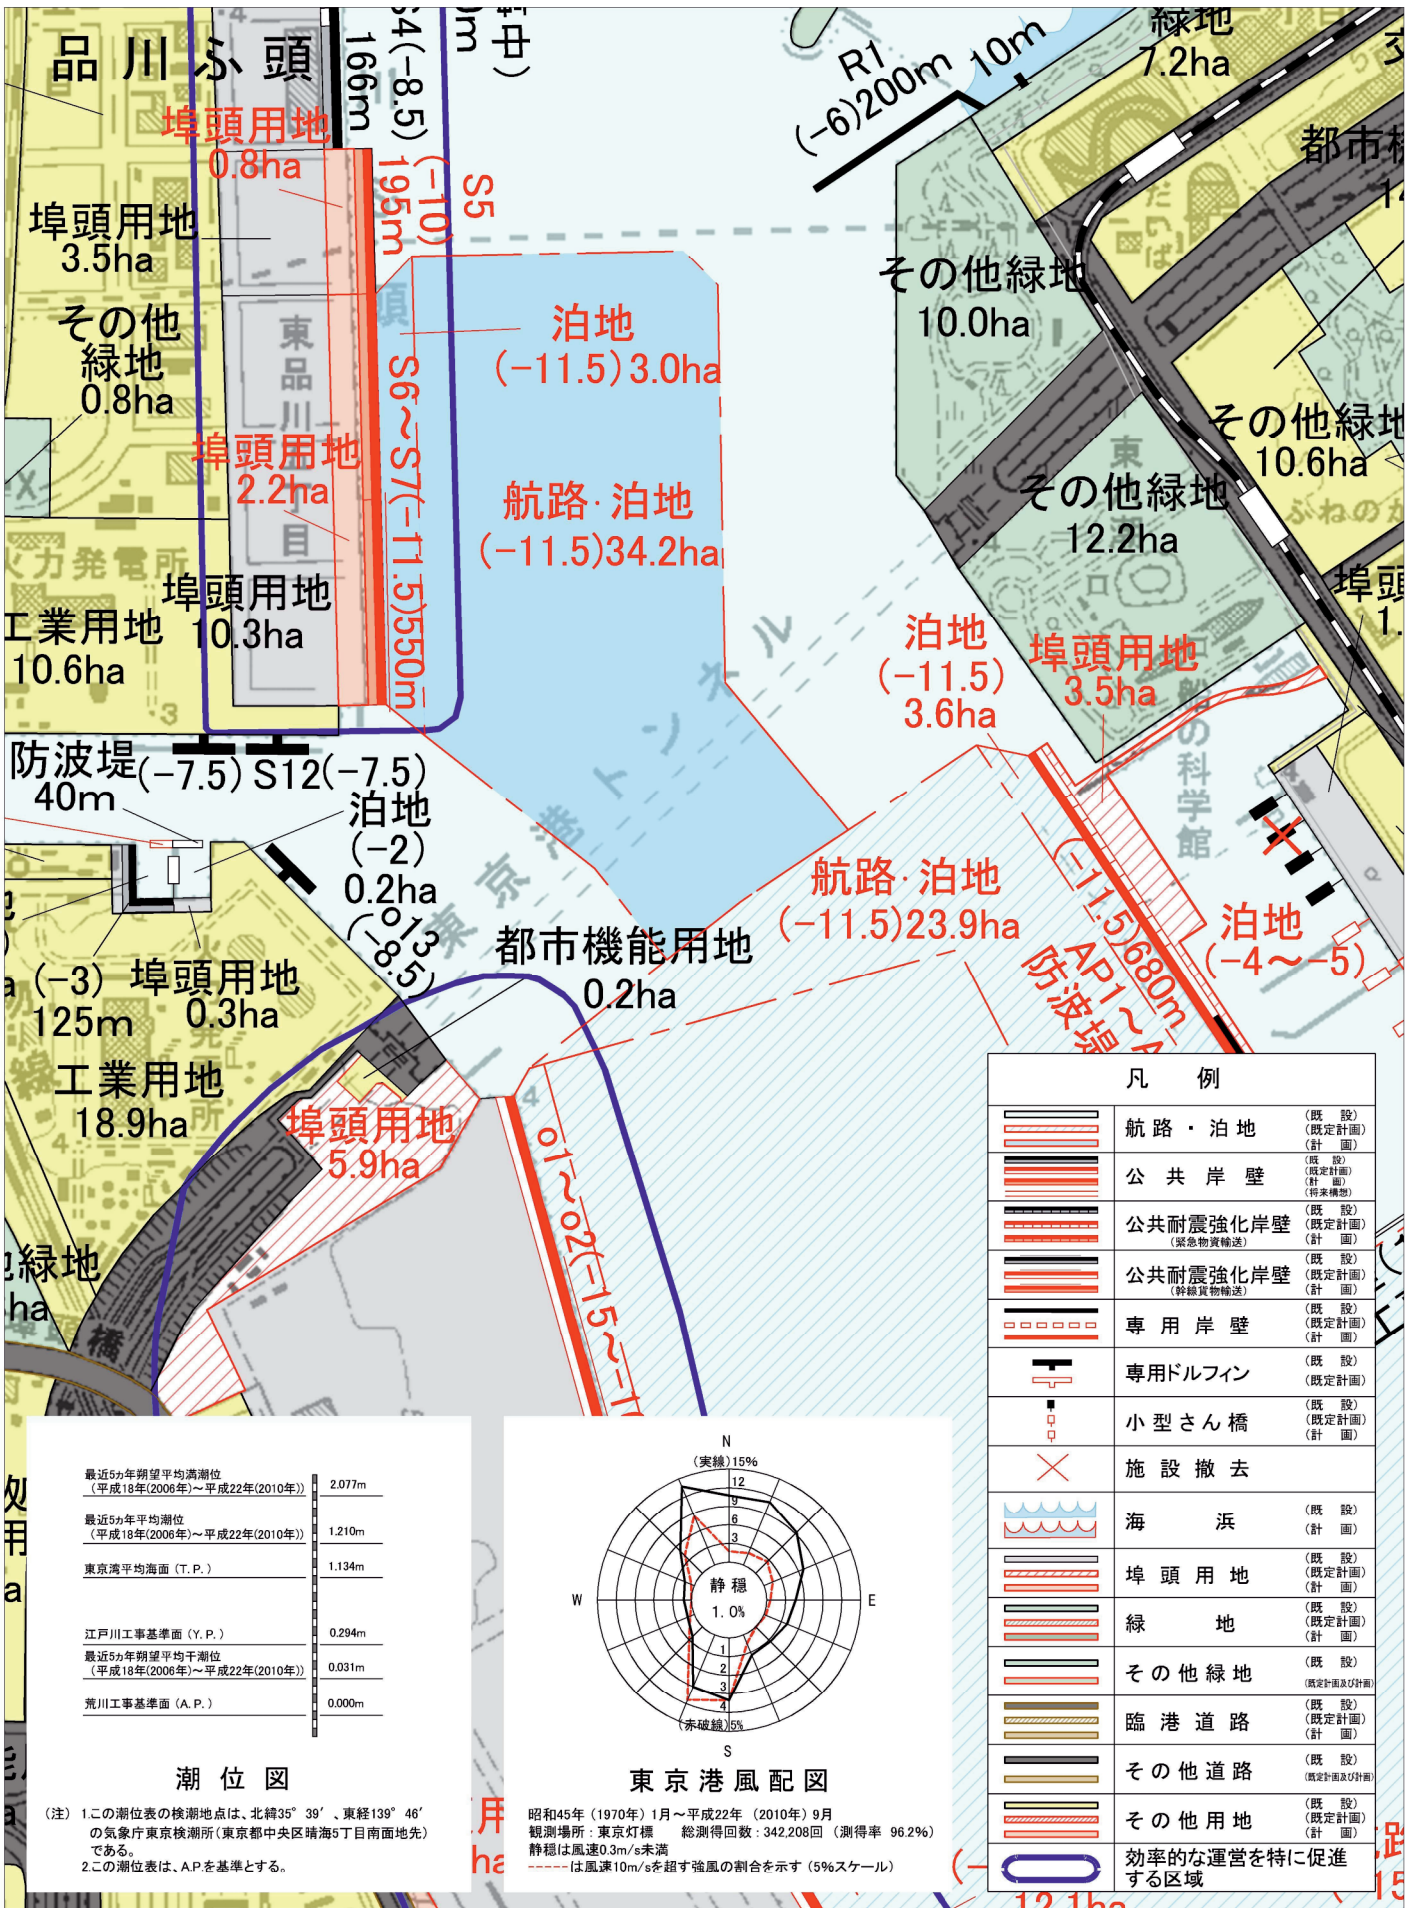 品川ふ頭
166m
S4(-8.5)
緑地
7.2ha
R1
(-6)200m
10m
埠頭用地
0.8ha
195m
(-10)
S5
埠頭用地
3.5ha
その他緑地
10.0ha
その他
緑地
0.8ha
東品川五丁目
泊地
(-11.5)3.0ha
S6～S7(-11.5)550m
埠頭用地
2.2ha
航路・泊地
(-11.5)34.2ha
その他緑地
10.6ha
その他緑地
12.2ha
火力発電所
埠頭用地
10.3ha
工業用地
10.6ha
泊地
(-11.5)
3.6ha
埠頭用地
3.5ha
船の科学館
東京港トンネル
防波堤
40m
(-7.5)
S12(-7.5)
泊地
(-2)
0.2ha
O13
(-8.5)
航路・泊地
(-11.5)23.9ha
(-11.5)680m
泊地
(-4～-5)
都市機能用地
0.2ha
(-3)
125m
埠頭用地
0.3ha
防波堤
工業用地
18.9ha
埠頭用地
5.9ha
橋
凡例
航路・泊地
(既設)
(既定計画)
(計画)
公共岸壁
(既設)
(既定計画)
(計画)
(将来構想)
公共耐震強化岸壁
(緊急物資輸送)
(既設)
(既定計画)
(計画)
公共耐震強化岸壁
(幹線貨物輸送)
(既設)
(既定計画)
(計画)
専用岸壁
(既設)
(既定計画)
(計画)
専用ドルフィン
(既設)
(既定計画)
小型さん橋
(既設)
(既定計画)
(計画)
施設撤去
海浜
(既設)
(計画)
埠頭用地
(既設)
(既定計画)
(計画)
緑地
(既設)
(既定計画)
(計画)
その他緑地
(既設)
(既定計画及び計画)
臨港道路
(既設)
(既定計画)
(計画)
その他道路
(既設)
(既定計画及び計画)
その他用地
(既設)
(既定計画)
(計画)
効率的な運営を特に促進
する区域
最近5ヵ年朔望平均満潮位
(平成18年(2006年)～平成22年(2010年))
2.077m
最近5ヵ年平均潮位
(平成18年(2006年)～平成22年(2010年))
1.210m
東京湾平均海面(T.P.)
1.134m
江戸川工事基準面(Y.P.)
0.294m
最近5ヵ年朔望平均干潮位
(平成18年(2006年)～平成22年(2010年))
0.031m
荒川工事基準面(A.P.)
0.000m
潮位図
(注) 1.この潮位表の検潮地点は、北緯35° 39′、東経139° 46′
の気象庁東京検潮所(東京都中央区晴海5丁目南面地先)
である。
2.この潮位表は、A.P.を基準とする。
N
(実線)15%
12
9
6
3
静穏
1.0%
W
E
1
2
3
4
(赤破線)5%
S
東京港風配図
昭和45年(1970年)1月～平成22年(2010年)9月
観測場所：東京灯標 総測得回数：342,208回(測得率 96.2%)
静穏は風速0.3m/s未満
------は風速10m/sを超す強風の割合を示す(5%スケール)